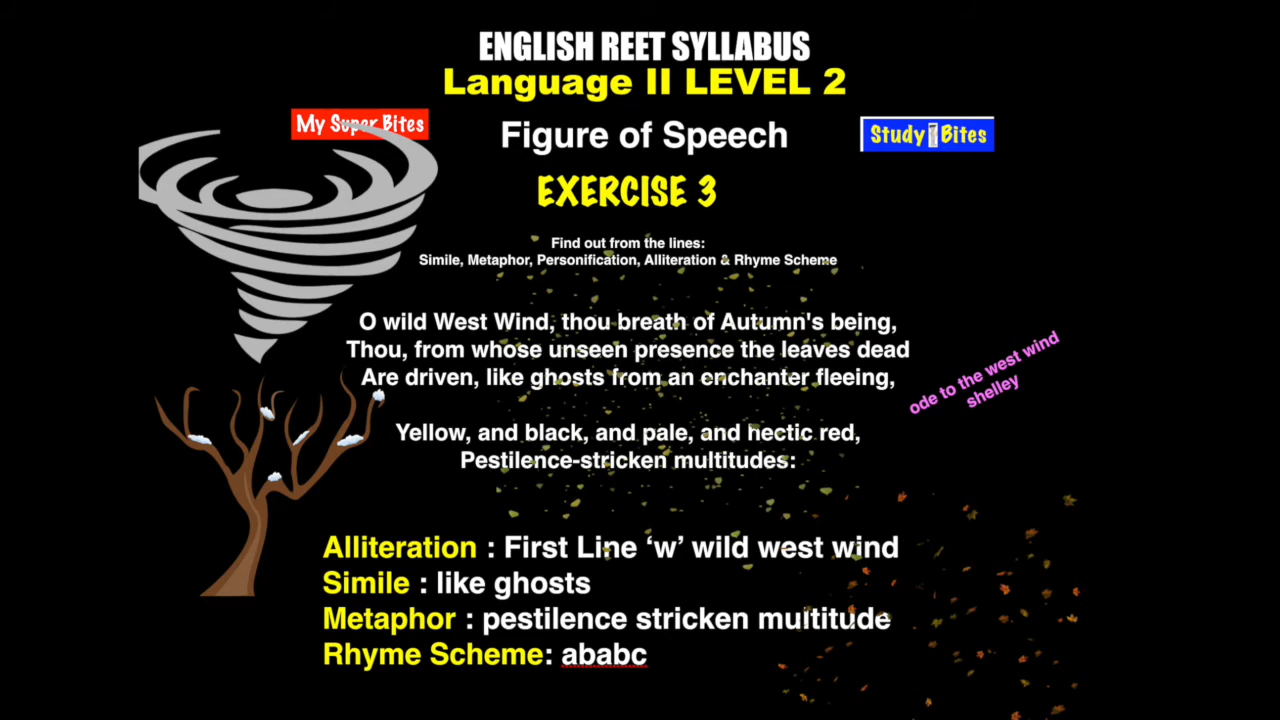 ENGLISH REET SYLLABUS
Language II LEVEL 2
My Super Bites
Figure of Speech
Study Bites
EXERCISE 3
Find out from the lines:
Simile, Metaphor, Personification, Alliteration & Rhyme Scheme
O wild West Wind, thou breath of Autumn's being,
Thou, from whose unseen presence the leaves dead
Are driven, like ghosts from an enchanter fleeing,
ode to the west wind
shelley
Yellow, and black, and pale, and hectic red,
Pestilence-stricken multitudes:
Alliteration : First Line ‘w’ wild west wind
Simile : like ghosts
Metaphor : pestilence stricken multitude
Rhyme Scheme: ababc